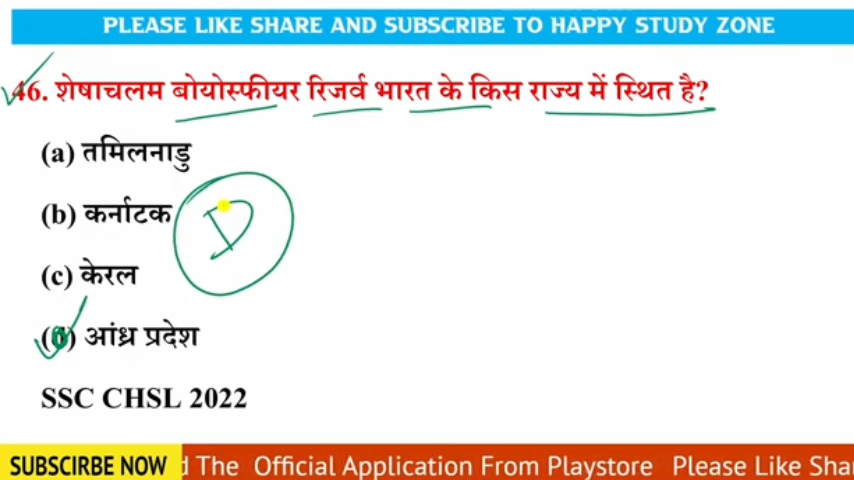 PLEASE LIKE SHARE AND SUBSCRIBE TO HAPPY STUDY ZONE
46. शेषाचलम बोयोस्फीयर रिजर्व भारत के किस राज्य में स्थित है?
(a) तमिलनाडु
(b) कर्नाटक
D
(c) केरल
(d) आंध्र प्रदेश
SSC CHSL 2022
SUBSCIRBE NOW d The Official Application From Playstore Please Like Shar